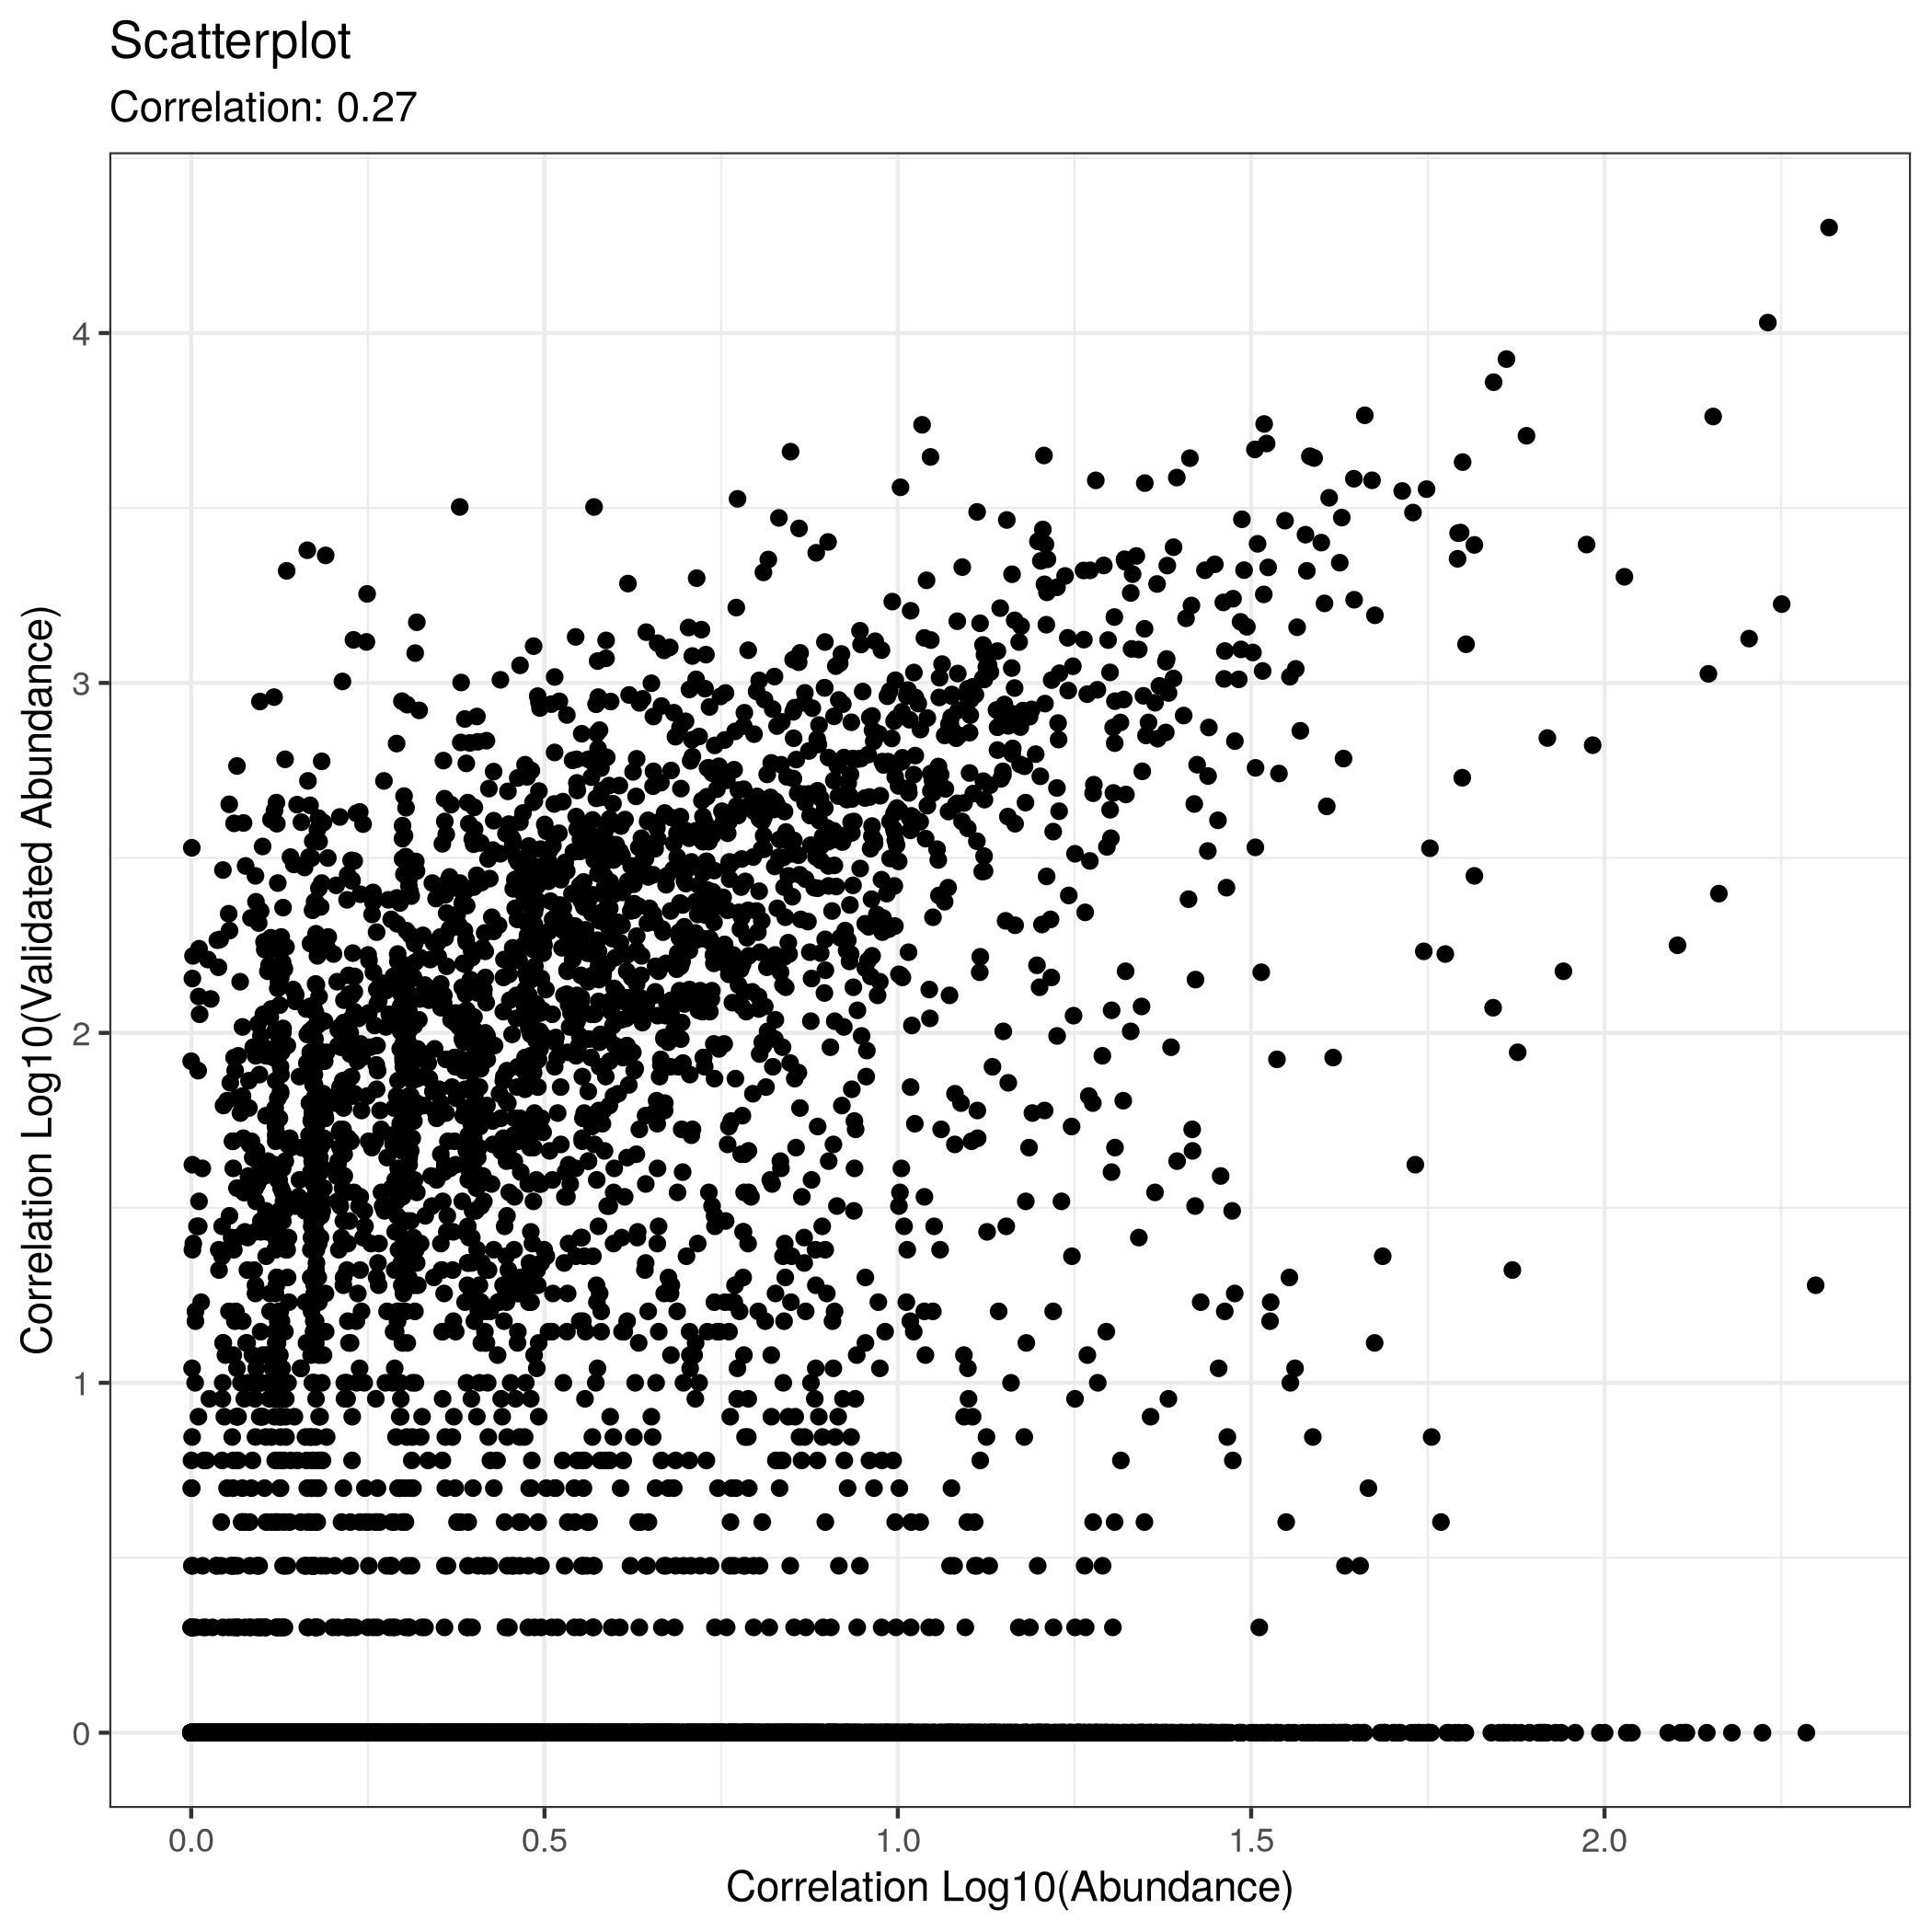 Scatterplot
Correlation: 0.27
Correlation Log10(Validated Abundance)
4
3
2
1
0
0.0 0.5 1.0 1.5 2.0
Correlation Log10(Abundance)